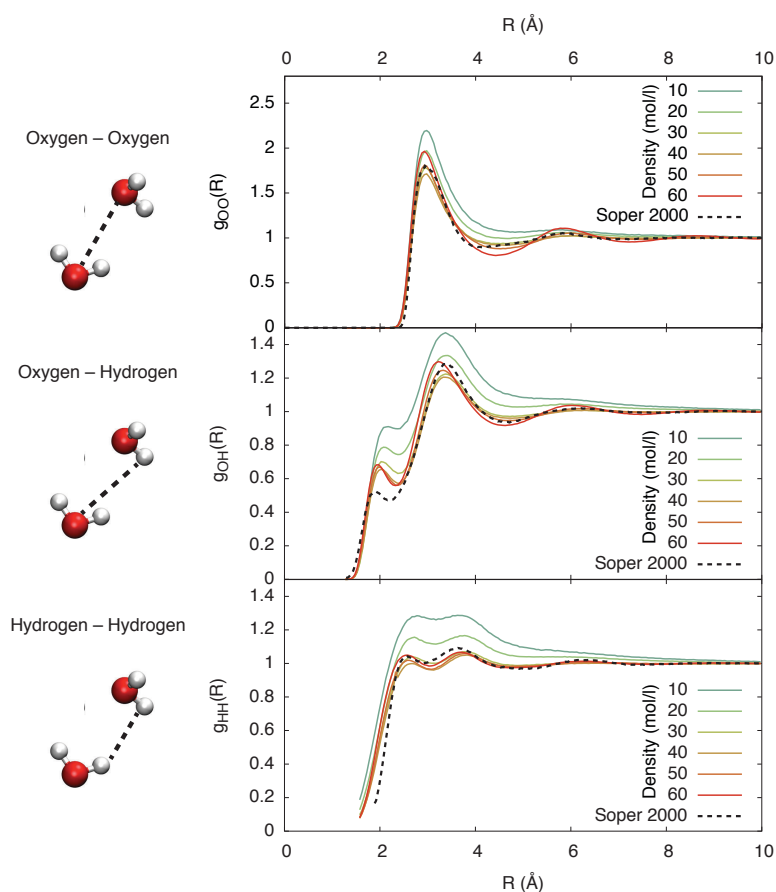 R (Å)
0 2 4 6 8 10
Oxygen – Oxygen
gOO(R)
2.5
2
1.5
1
0.5
0
Density (mol/l)
10
20
30
40
50
60
Soper 2000
Oxygen – Hydrogen
gOH(R)
1.4
1.2
1
0.8
0.6
0.4
0.2
0
Density (mol/l)
10
20
30
40
50
60
Soper 2000
Hydrogen – Hydrogen
gHH(R)
1.4
1.2
1
0.8
0.6
0.4
0.2
0
Density (mol/l)
10
20
30
40
50
60
Soper 2000
0 2 4 6 8 10
R (Å)